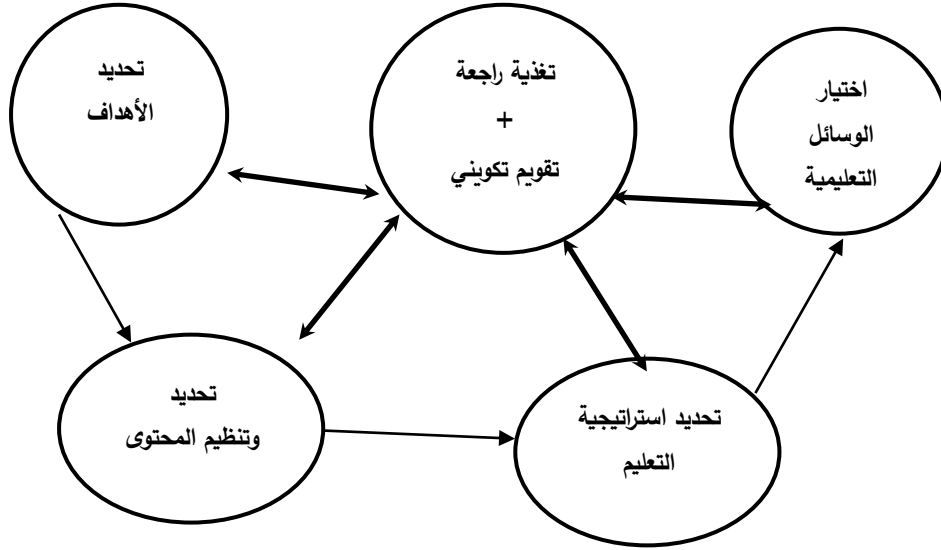 تحديد
الأهداف
تغذية راجعة
+
تقويم تكويني
اختيار
الوسائل
التعليمية
تحديد
وتنظيم المحتوى
تحديد استراتيجية
التعليم